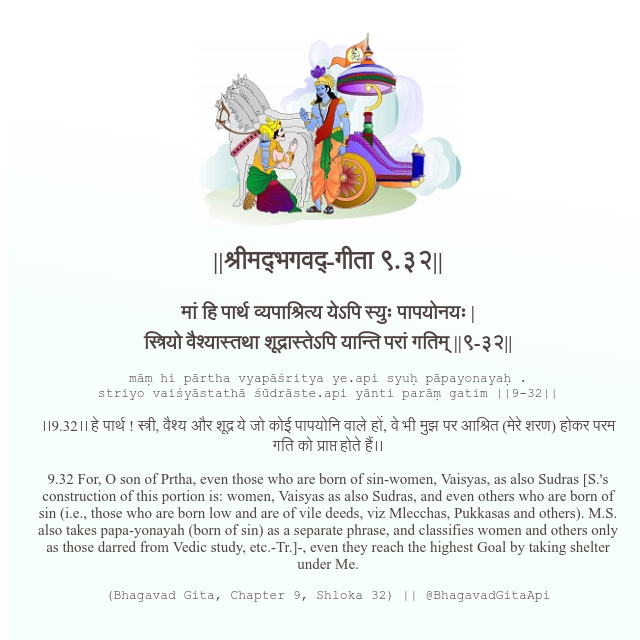 ||श्रीमद्‍भगवद्‍-गीता ९.३२||
मां हि पार्थ व्यपाश्रित्य येऽपि स्युः पापयोनयः |
स्त्रियो वैश्यास्तथा शूद्रास्तेऽपि यान्ति परां गतिम् ||९-३२||
māṃ hi pārtha vyapāśritya ye.api syuḥ pāpayonayaḥ .
striyo vaiśyāstathā śūdrāste.api yānti parāṃ gatim ||9-32||
।।9.32।। हे पार्थ ! स्त्री, वैश्य और शूद्र ये जो कोई पापयोनि वाले हों, वे भी मुझ पर आश्रित (मेरे शरण) होकर परम
गति को प्राप्त होते हैं।।
9.32 For, O son of Prtha, even those who are born of sin-women, Vaisyas, as also Sudras [S.'s
construction of this portion is: women, Vaisyas as also Sudras, and even others who are born of
sin (i.e., those who are born low and are of vile deeds, viz Mlecchas, Pukkasas and others). M.S.
also takes papa-yonayah (born of sin) as a separate phrase, and classifies women and others only
as those darred from Vedic study, etc.-Tr.]-, even they reach the highest Goal by taking shelter
under Me.
(Bhagavad Gita, Chapter 9, Shloka 32) || @BhagavadGitaApi